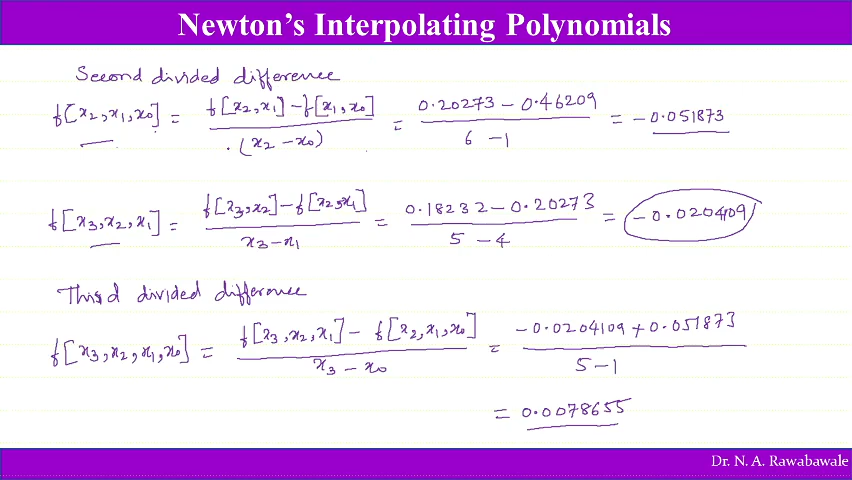 Newton's Interpolating Polynomials
Second divided difference
f[x2,x1,x0] = f[x2,x1]-f[x1,x0] / (x2-x0) = 0.20273-0.46209 / 6-1 = -0.051873
f[x3,x2,x1] = f[x3,x2]-f[x2,x1] / x3-x1 = 0.18232-0.20273 / 5-4 = -0.0204109
Third divided difference
f[x3,x2,x1,x0] = f[x3,x2,x1]-f[x2,x1,x0] / x3-x0 = -0.0204109+0.051873 / 5-1
= 0.0078655
Dr. N. A. Rawabawale